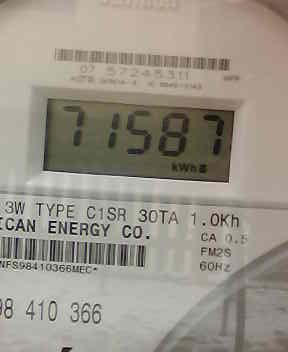 07 57245311
71587
kWh
3W TYPE C1SR 30TA 1.0Kh
ICAN ENERGY CO.
CA 0.5
FM2S
60Hz
NFS98410366MEC*
98 410 366